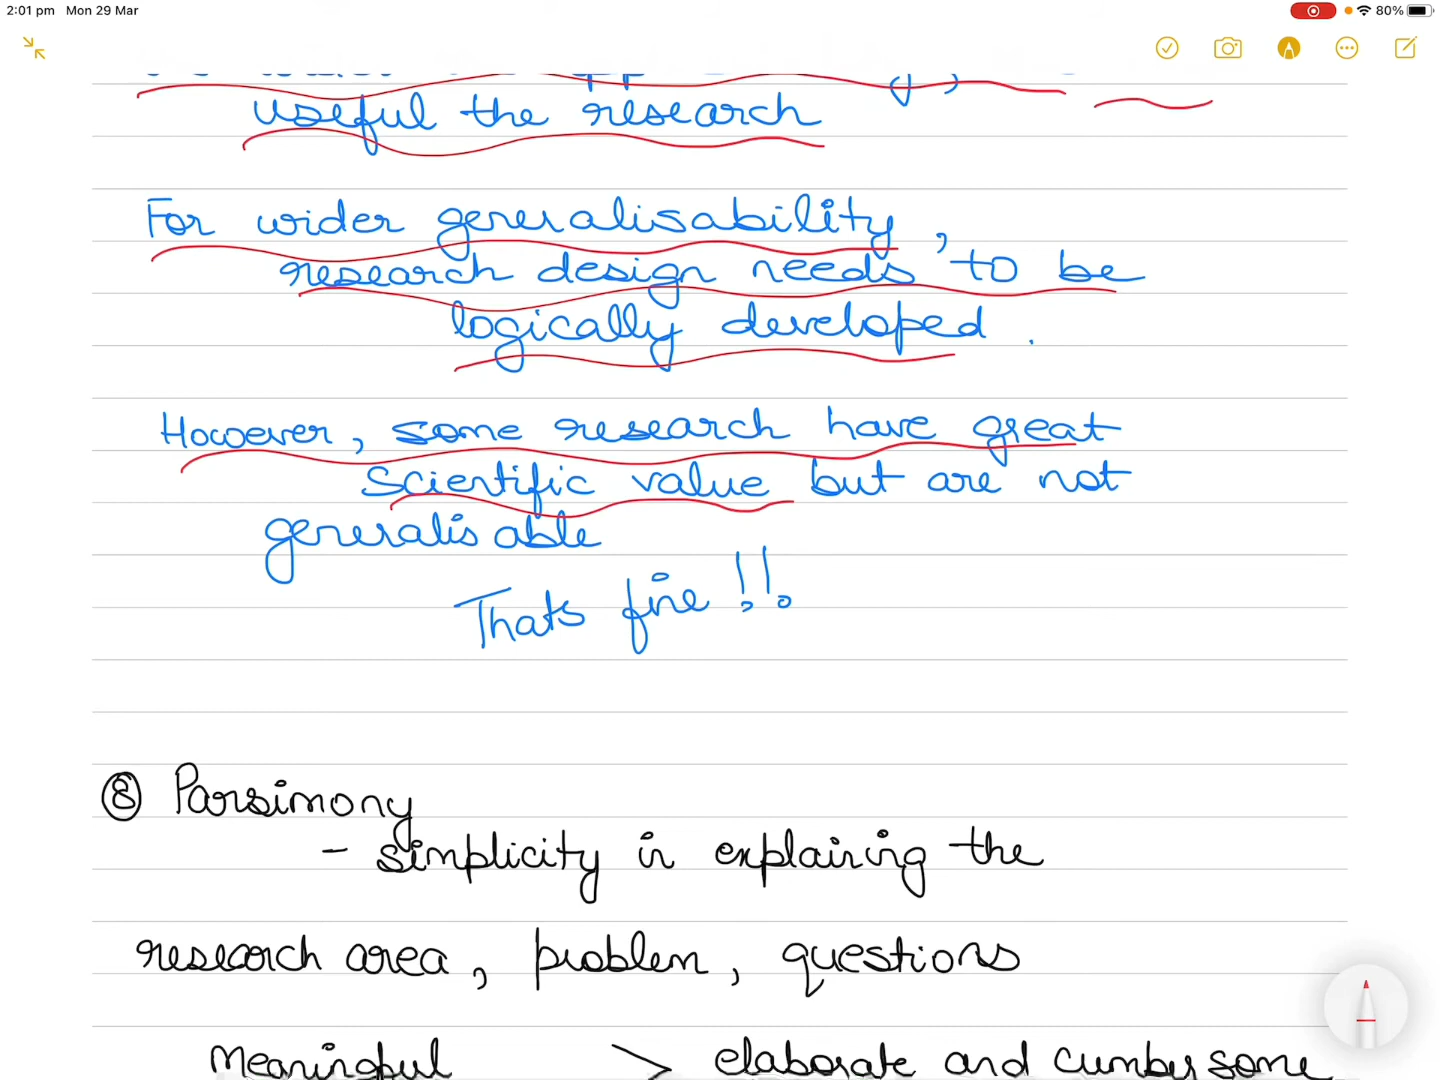 2:01 pm Mon 29 Mar
80%
useful the research
For wider generalisability,
research design needs to be
logically developed.
However, some research have great
scientific value but are not
generalisable
Thats fine!!
⑧ Parsimony
- simplicity in explaining the
research area, problem, questions
Meaningful > elaborate and cumbersome